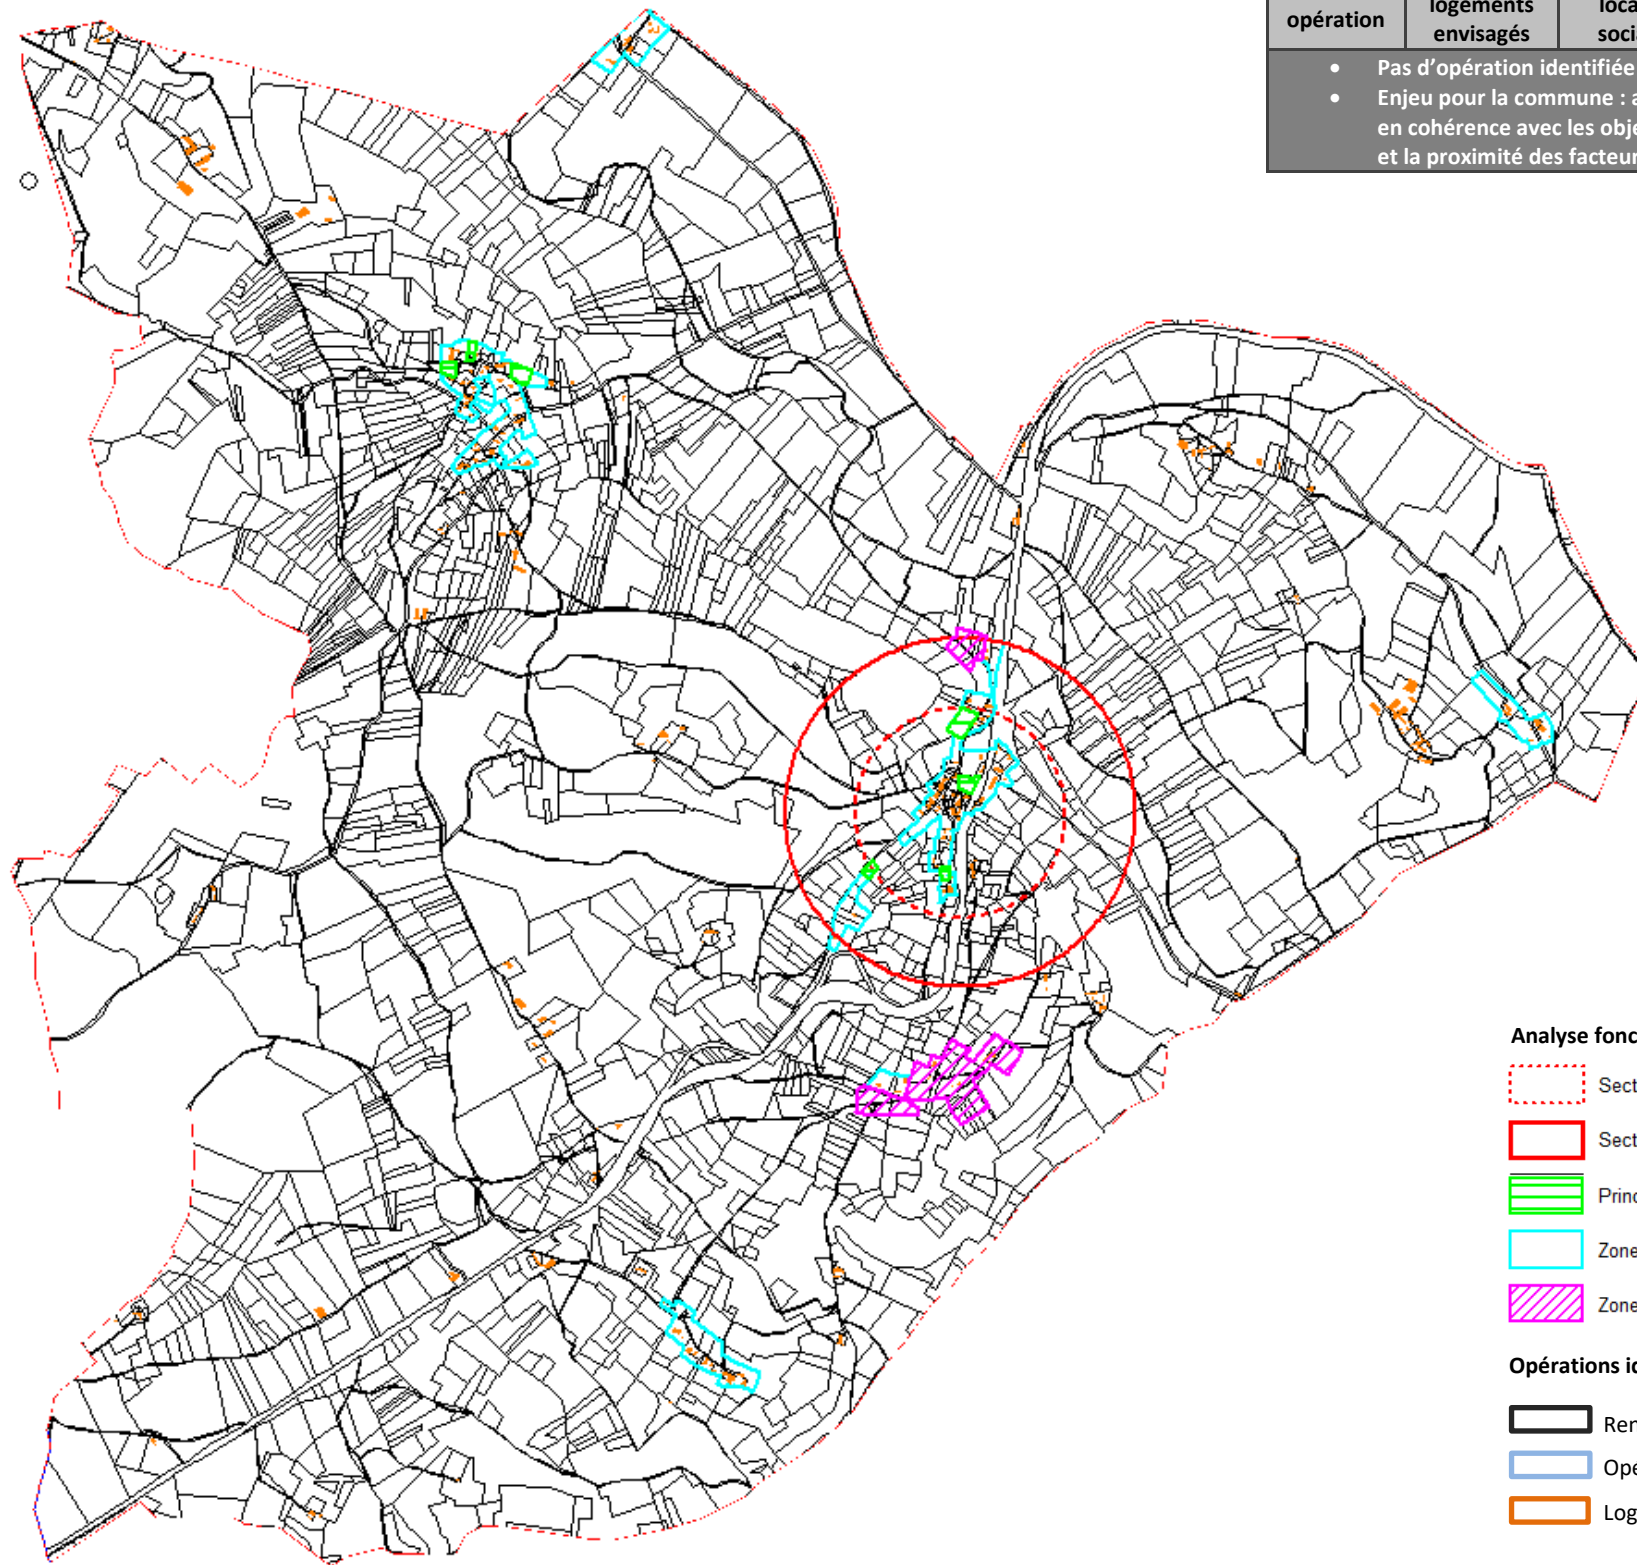 opération
logements
envisagés
loca
soci
• Pas d’opération identifiée
• Enjeu pour la commune : a
en cohérence avec les obje
et la proximité des facteur
Analyse fonc
Sect
Sect
Princ
Zone
Zone
Opérations id
Ren
Opé
Log